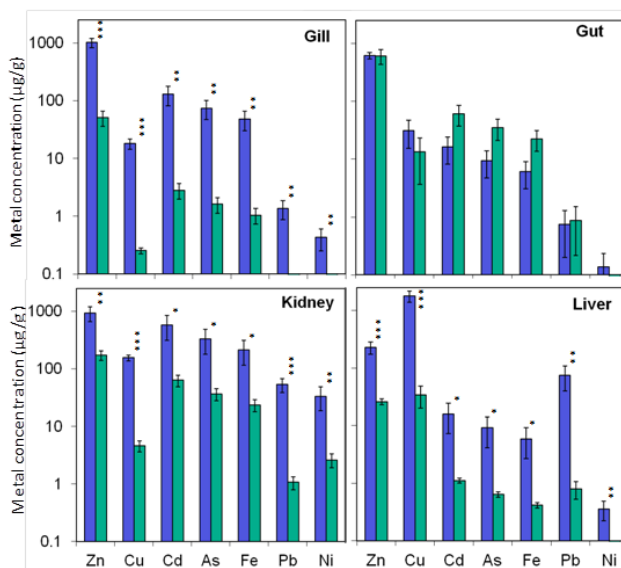 Metal concentration (µg/g)
1000
100
10
1
0.1
Gill
*** *** ** ** ** ** **
Gut
Metal concentration (µg/g)
1000
100
10
1
0.1
Kidney
*** * * * *** **
Liver
*** *** * * * ** **
Zn Cu Cd As Fe Pb Ni
Zn Cu Cd As Fe Pb Ni